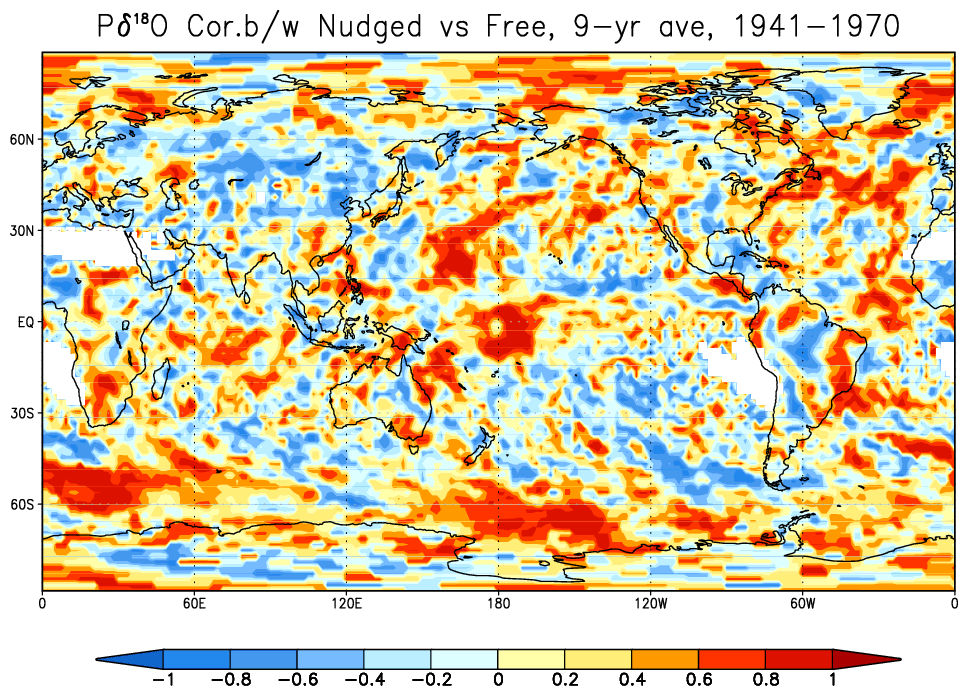 Pδ¹⁸O Cor.b/w Nudged vs Free, 9−yr ave, 1941−1970
60N
30N
EQ
30S
60S
0 60E 120E 180 120W 60W 0
−1 −0.8 −0.6 −0.4 −0.2 0 0.2 0.4 0.6 0.8 1